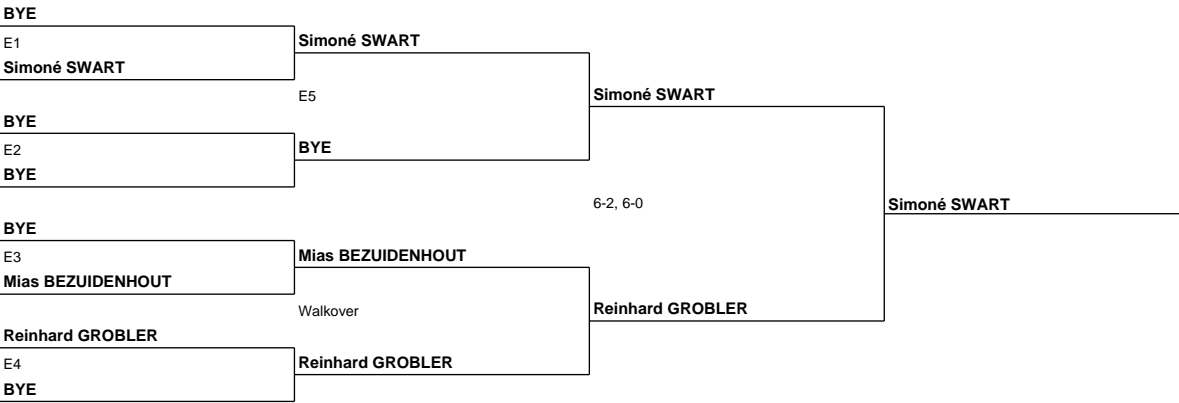 BYE
E1
Simoné SWART
BYE
E2
BYE
BYE
E3
Mias BEZUIDENHOUT
Reinhard GROBLER
E4
BYE
Simoné SWART
E5
BYE
Mias BEZUIDENHOUT
Walkover
Reinhard GROBLER
Simoné SWART
6-2, 6-0
Reinhard GROBLER
Simoné SWART